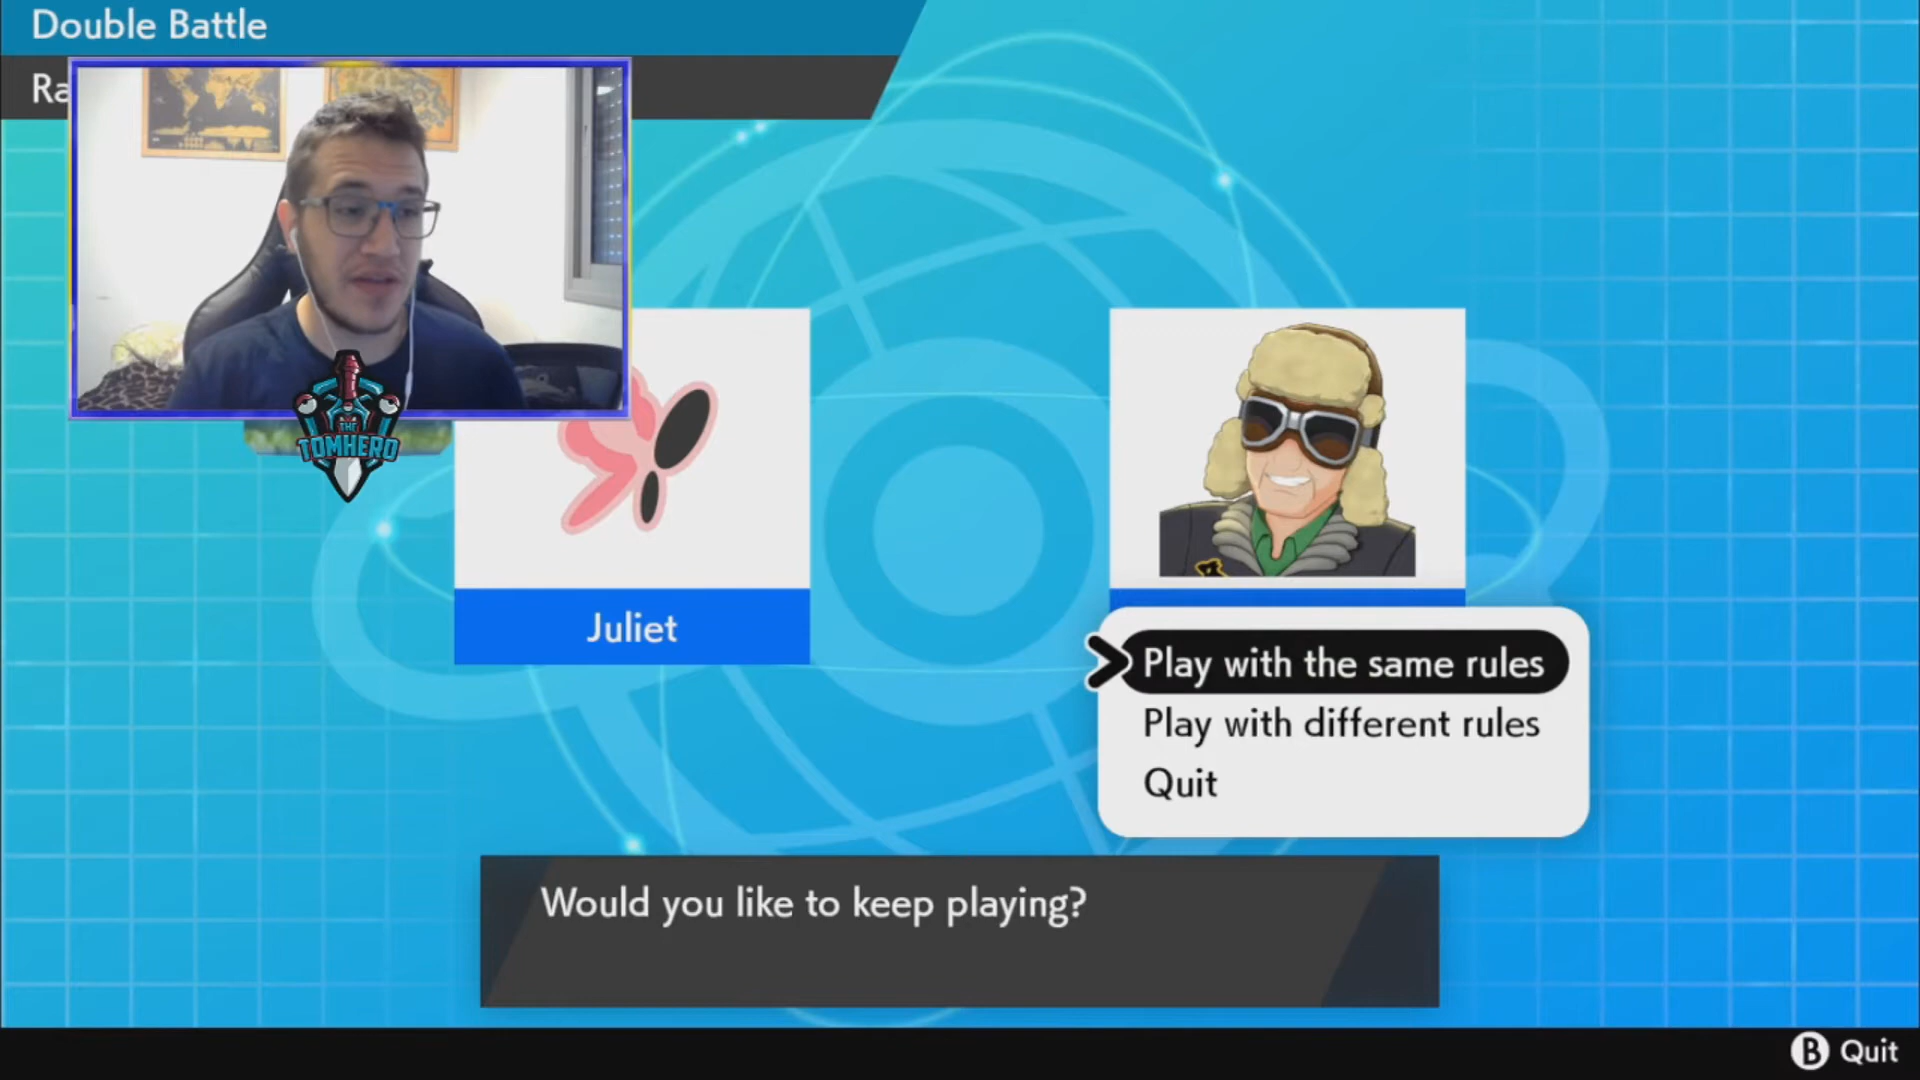 Double Battle
Ra
THE
TOMHERO
Juliet
Play with the same rules
Play with different rules
Quit
Would you like to keep playing?
B Quit